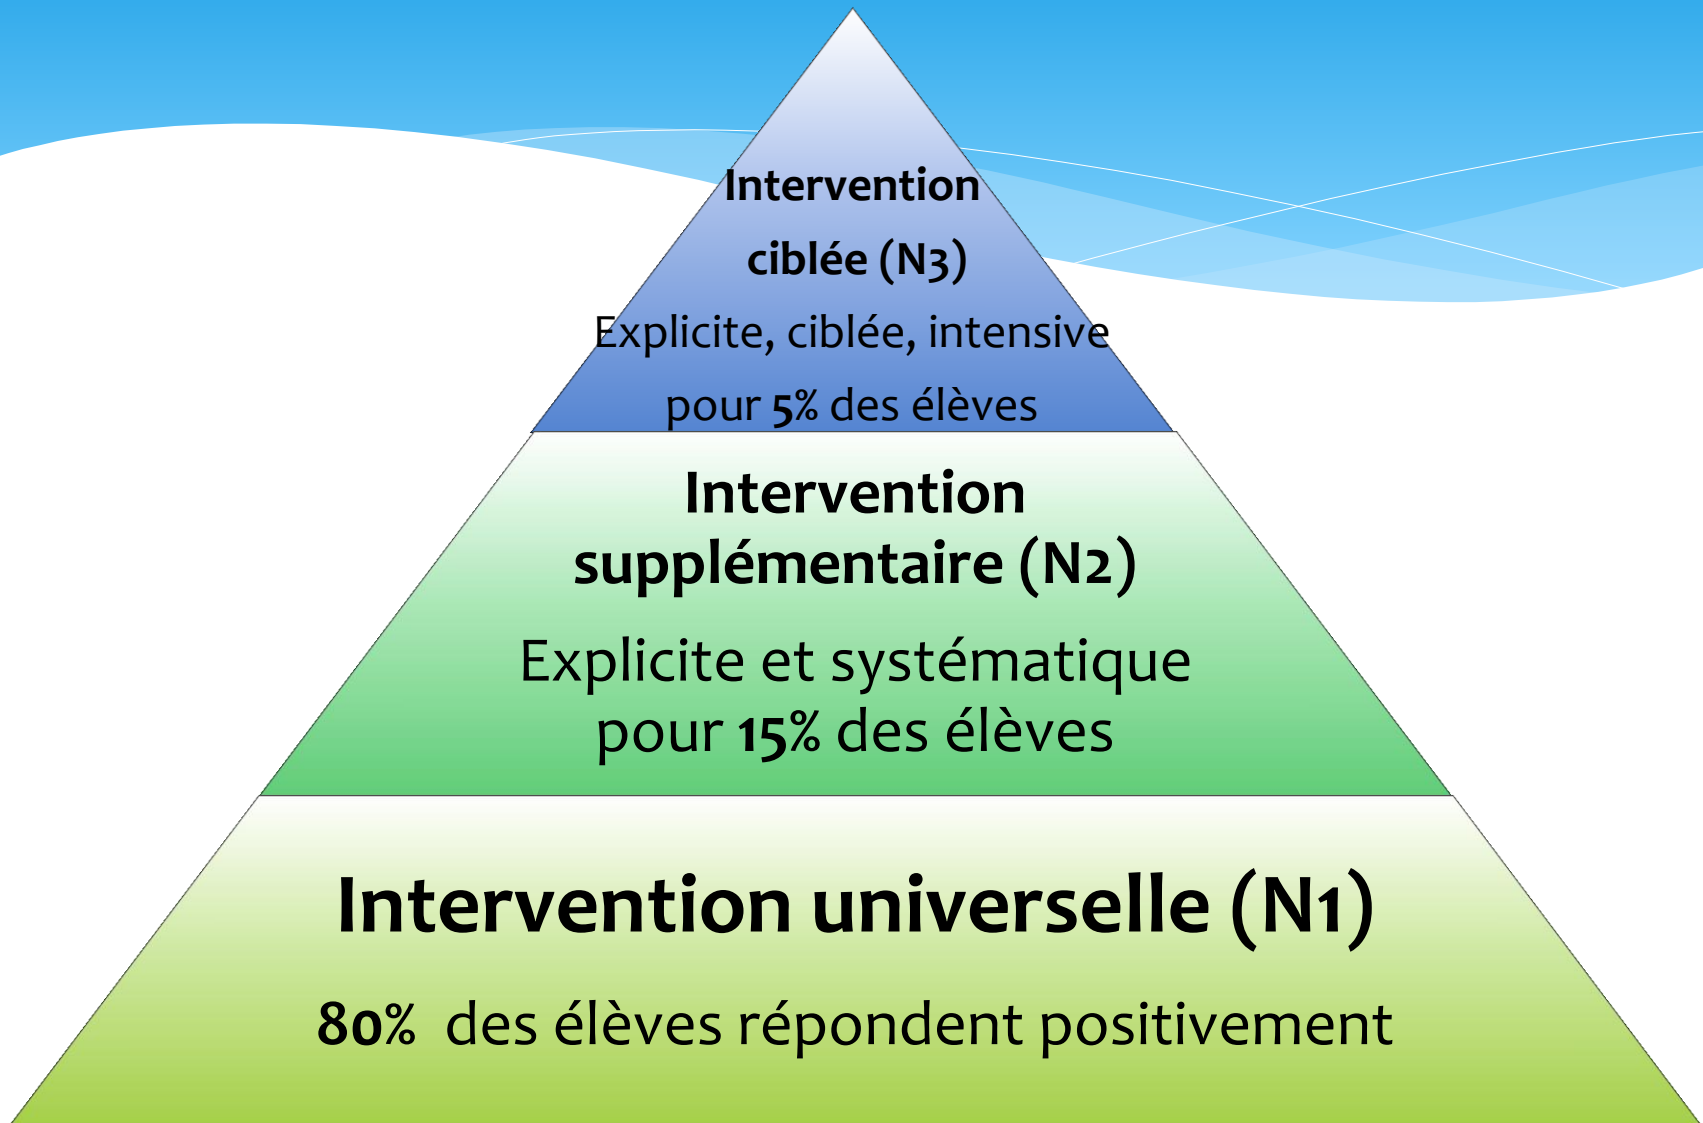 Intervention
ciblée (N3)
Explicite, ciblée, intensive
pour 5% des élèves
Intervention
supplémentaire (N2)
Explicite et systématique
pour 15% des élèves
Intervention universelle (N1)
80% des élèves répondent positivement